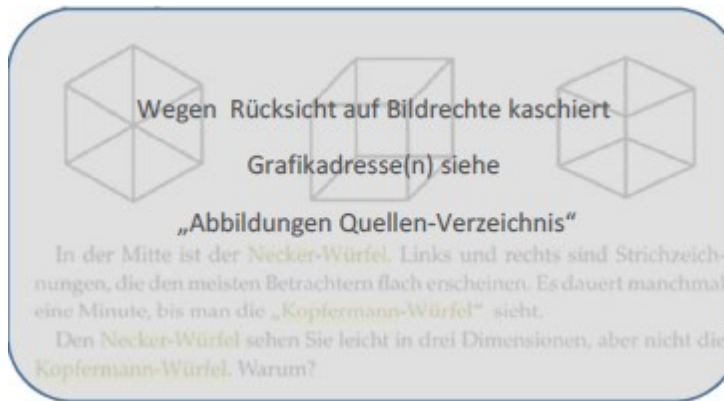 Wegen Rücksicht auf Bildrechte kaschiert
Grafikadresse(n) siehe
„Abbildungen Quellen-Verzeichnis“
In der Mitte ist der Necker-Würfel. Links und rechts sind Strichzeich-
nungen, die den meisten Betrachtern flach erscheinen. Es dauert manchmal
eine Minute, bis man die „Kopfermann-Würfel“ sieht.
Den Necker-Würfel sehen Sie leicht in drei Dimensionen, aber nicht die
Kopfermann-Würfel. Warum?